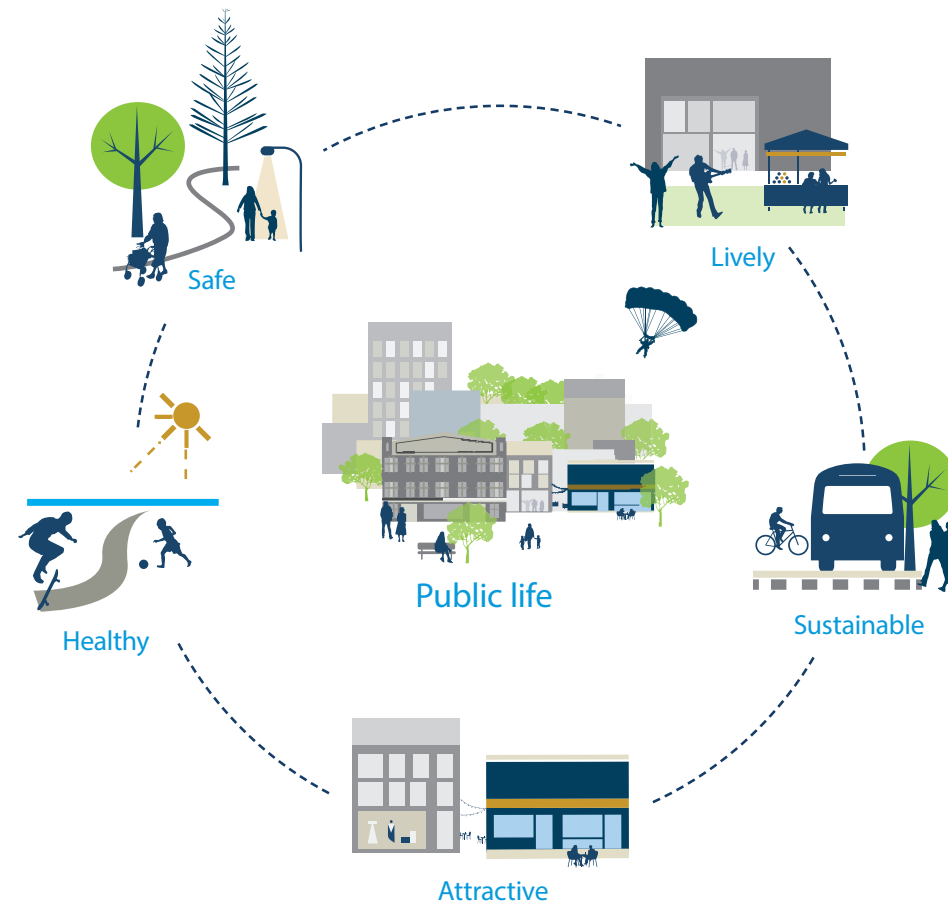 Lively
Safe
Public life
Sustainable
Healthy
Attractive